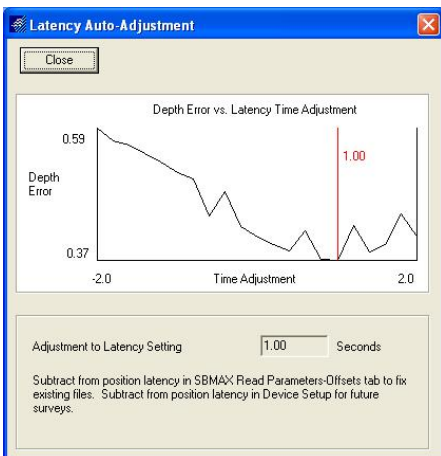 Latency Auto-Adjustment
Close
Depth Error vs. Latency Time Adjustment
0.59
1.00
Depth
Error
0.37
-2.0
Time Adjustment
2.0
Adjustment to Latency Setting
1.00
Seconds
Subtract from position latency in SBMAX Read Parameters-Offsets tab to fix
existing files. Subtract from position latency in Device Setup for future
surveys.